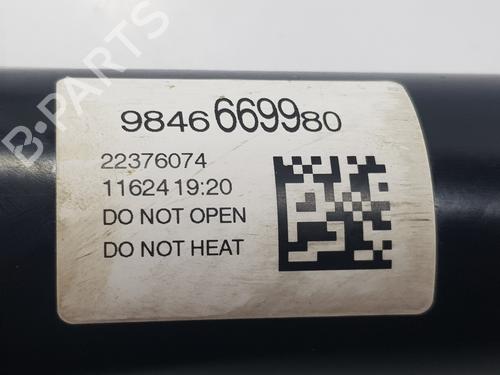 B-PARTS
9846669980
22376074
11624 19:20
DO NOT OPEN
DO NOT HEAT